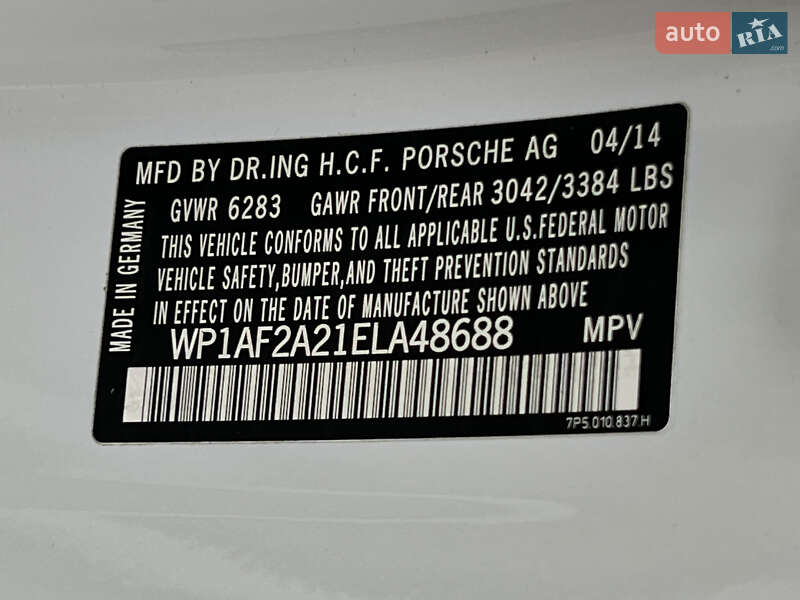 auto RIA
.com
MFD BY DR.ING H.C.F. PORSCHE AG 04/14
GVWR 6283 GAWR FRONT/REAR 3042/3384 LBS
THIS VEHICLE CONFORMS TO ALL APPLICABLE U.S.FEDERAL MOTOR
VEHICLE SAFETY,BUMPER,AND THEFT PREVENTION STANDARDS
IN EFFECT ON THE DATE OF MANUFACTURE SHOWN ABOVE
WP1AF2A21ELA48688 MPV
7P5.010.837.H
MADE IN GERMANY